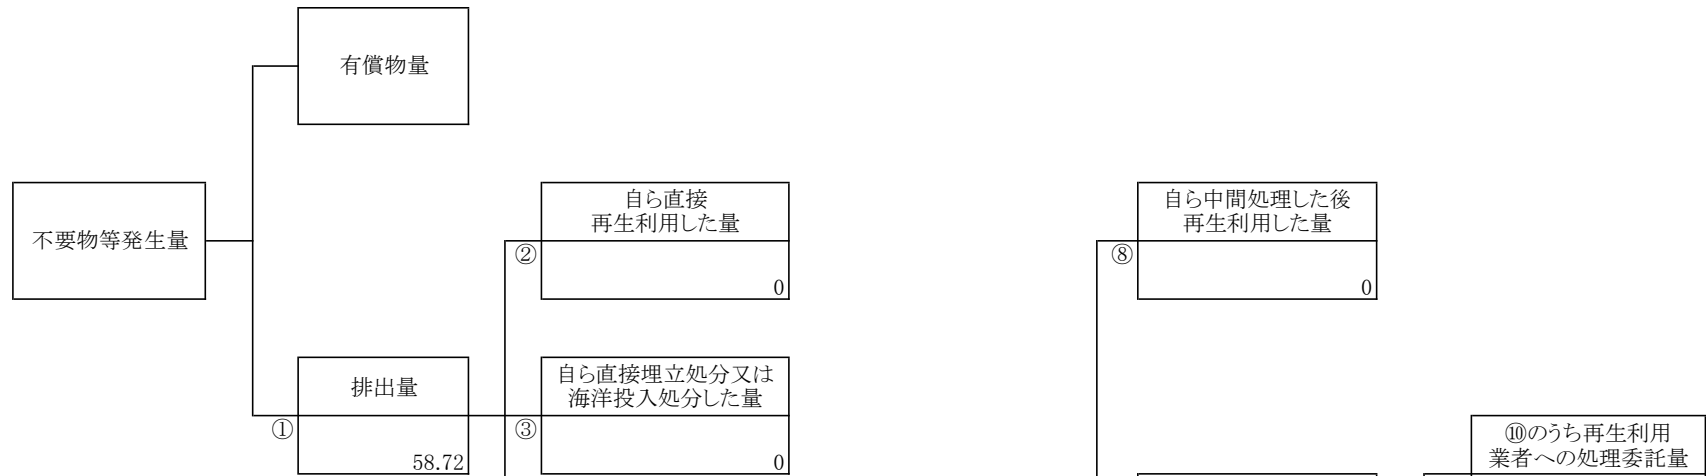 有償物量
不要物等発生量
自ら直接
再生利用した量
②
0
自ら中間処理した後
再生利用した量
⑧
0
排出量
①
58.72
自ら直接埋立処分又は
海洋投入処分した量
③
0
⑩のうち再生利用
業者への処理委託量